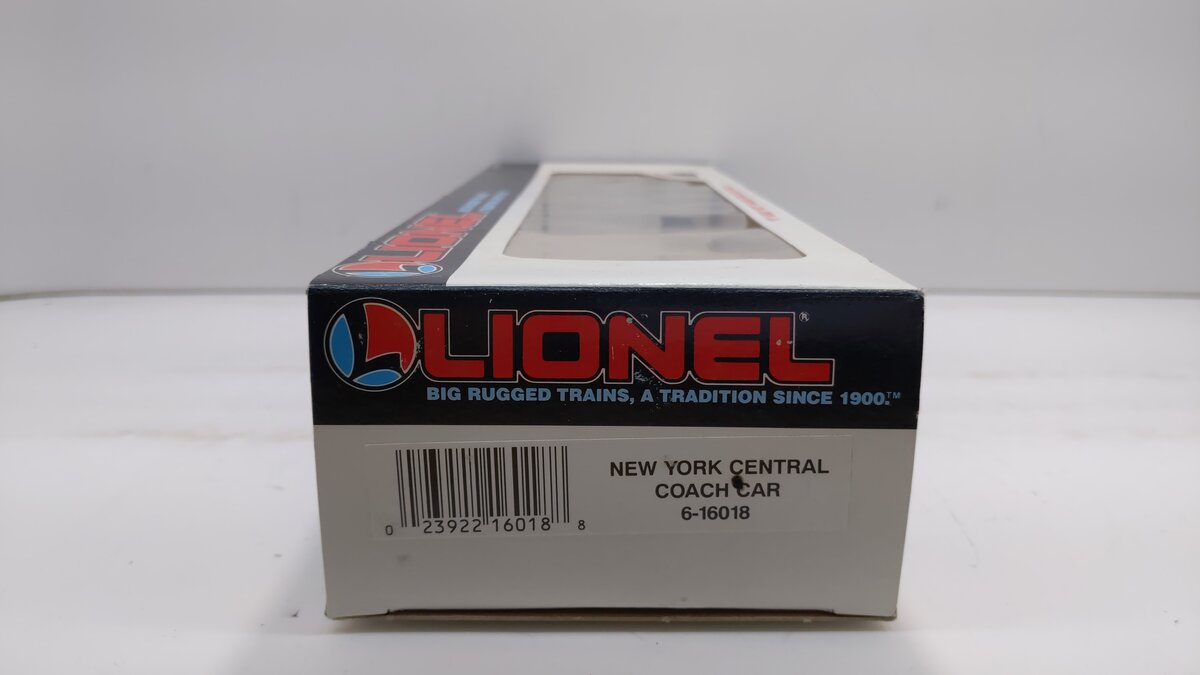 LIONEL
LIONEL®
BIG RUGGED TRAINS, A TRADITION SINCE 1900.™
NEW YORK CENTRAL
COACH CAR
6-16018
0 23922 16018 8